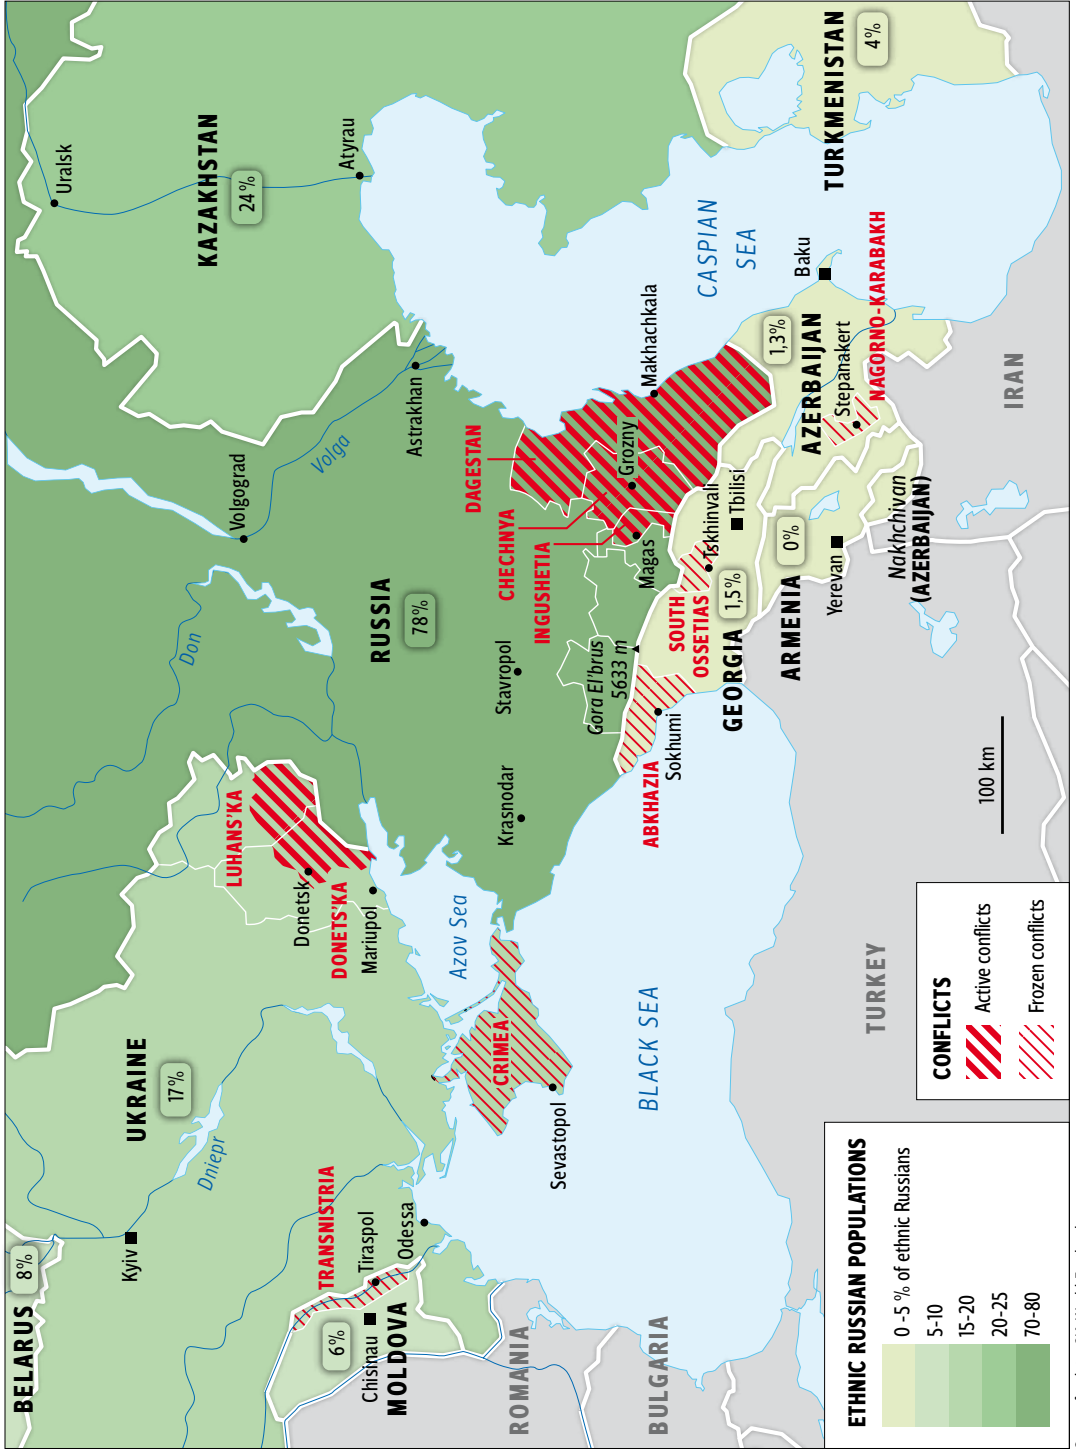 BELARUS
8%
Kyiv
UKRAINE
17%
Dniepr
TRANSNISTRIA
Tiraspol
Odessa
6%
Chisinau
MOLDOVA
ROMANIA
BULGARIA
LUHANS'KA
Donetsk
DONETS'KA
Mariupol
Azov Sea
CRIMEA
Sevastopol
BLACK SEA
Don
Volgograd
Volga
RUSSIA
78%
Stavropol
Krasnodar
Astrakhan
Uralsk
KAZAKHSTAN
24%
Atyrau
DAGESTAN
CHECHNYA
INGUSHETIA
Grozny
Magas
Makhachkala
CASPIAN
SEA
Gora El'brus
5633 m
ABKHAZIA
Sokhumi
SOUTH
OSSETIAS
Tskhinvali
Tbilisi
GEORGIA
1,5%
ARMENIA
0%
Yerevan
Nakhchivan
(AZERBAIJAN)
AZERBAIJAN
1,3%
Stepanakert
NAGORNO-KARABAKH
Baku
TURKMENISTAN
4%
IRAN
TURKEY
100 km
ETHNIC RUSSIAN POPULATIONS
0 -5 % of ethnic Russians
5-10
15-20
20-25
70-80
CONFLICTS
Active conflicts
Frozen conflicts